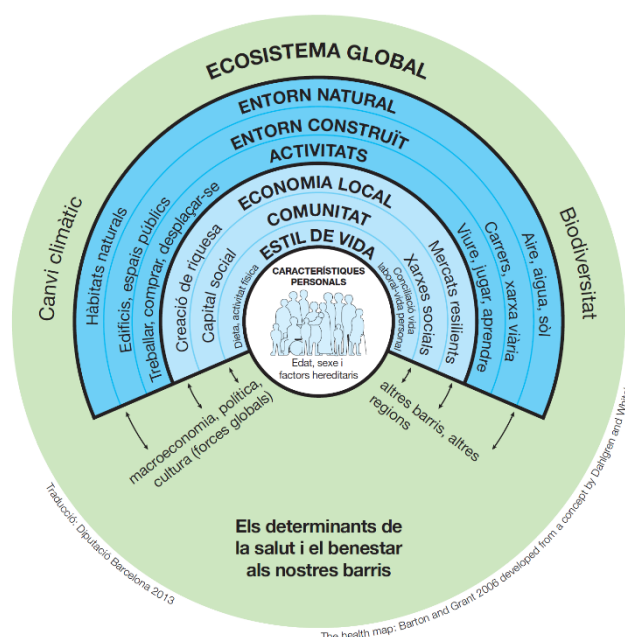 ECOSISTEMA GLOBAL
Canvi climàtic
Biodiversitat
ENTORN NATURAL
Hàbitats naturals
Aire, aigua, sòl
ENTORN CONSTRUÏT
Edificis, espais públics
Carrers, xarxa viària
ACTIVITATS
Treballar, comprar, desplaçar-se
Viure, jugar, aprendre
ECONOMIA LOCAL
Creació de riquesa
Mercats resilients
COMUNITAT
Capital social
Xarxes socials
ESTIL DE VIDA
Dieta, activitat física
Conciliació vida
laboral-vida personal
CARACTERÍSTIQUES
PERSONALS
Edat, sexe i
factors hereditaris
macroeconomia, política,
cultura (forces globals)
altres barris, altres
regions
Els determinants de
la salut i el benestar
als nostres barris
Traducció: Diputació Barcelona 2013
The health map: Barton and Grant 2006 developed from a concept by Dahlgren and